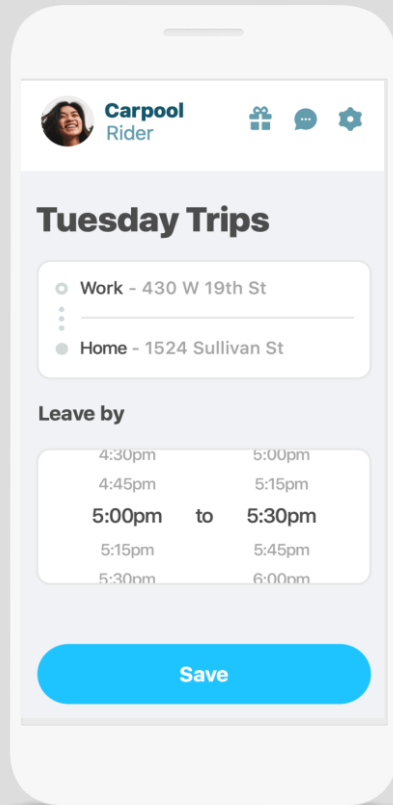 Carpool
Rider
Tuesday Trips
Work - 430 W 19th St
Home - 1524 Sullivan St
Leave by
4:30pm 5:00pm
4:45pm 5:15pm
5:00pm to 5:30pm
5:15pm 5:45pm
5:30pm 6:00pm
Save